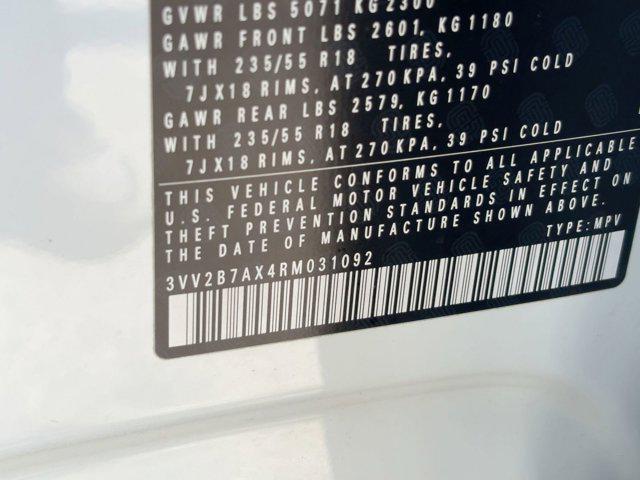 GVWR LBS 5071 KG 2300
GAWR FRONT LBS 2601, KG 1180
WITH 235/55 R18 TIRES,
7JX18 RIMS, AT 270 KPA, 39 PSI COLD
GAWR REAR LBS 2579, KG 1170
WITH 235/55 R18 TIRES,
7JX18 RIMS, AT 270 KPA, 39 PSI COLD
THIS VEHICLE CONFORMS TO ALL APPLICABLE
U.S. FEDERAL MOTOR VEHICLE SAFETY AND
THEFT PREVENTION STANDARDS IN EFFECT ON
THE DATE OF MANUFACTURE SHOWN ABOVE.
3VV2B7AX4RM031092 TYPE: MPV